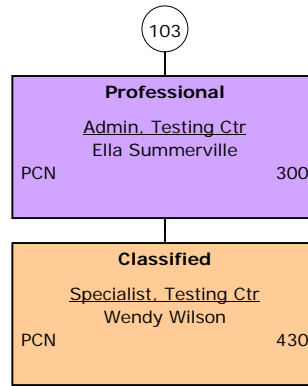 103
Professional
Admin, Testing Ctr
Ella Summerville
PCN 300
Classified
Specialist, Testing Ctr
Wendy Wilson
PCN 430